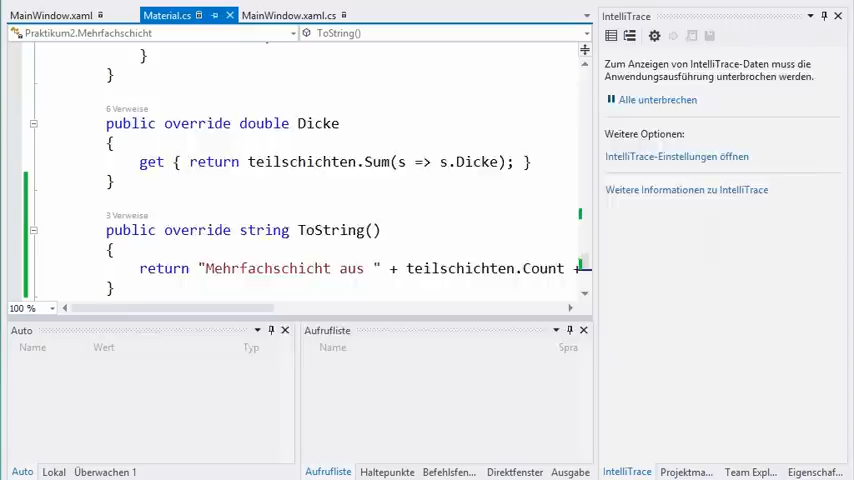 MainWindow.xaml Material.cs MainWindow.xaml.cs
Praktikum2.Mehrfachschicht ToString()
}
}
6 Verweise
public override double Dicke
{
get { return teilschichten.Sum(s => s.Dicke); }
}
3 Verweise
public override string ToString()
{
return "Mehrfachschicht aus " + teilschichten.Count +
}
100 %
IntelliTrace
Zum Anzeigen von IntelliTrace-Daten muss die
Anwendungsausführung unterbrochen werden.
Alle unterbrechen
Weitere Optionen:
IntelliTrace-Einstellungen öffnen
Weitere Informationen zu IntelliTrace
Auto
Name Wert Typ
Auto Lokal Überwachen 1
Aufrufliste
Name Spra
Aufrufliste Haltepunkte Befehlsfen... Direktfenster Ausgabe
IntelliTrace Projektma... Team Expl... Eigenschaf...